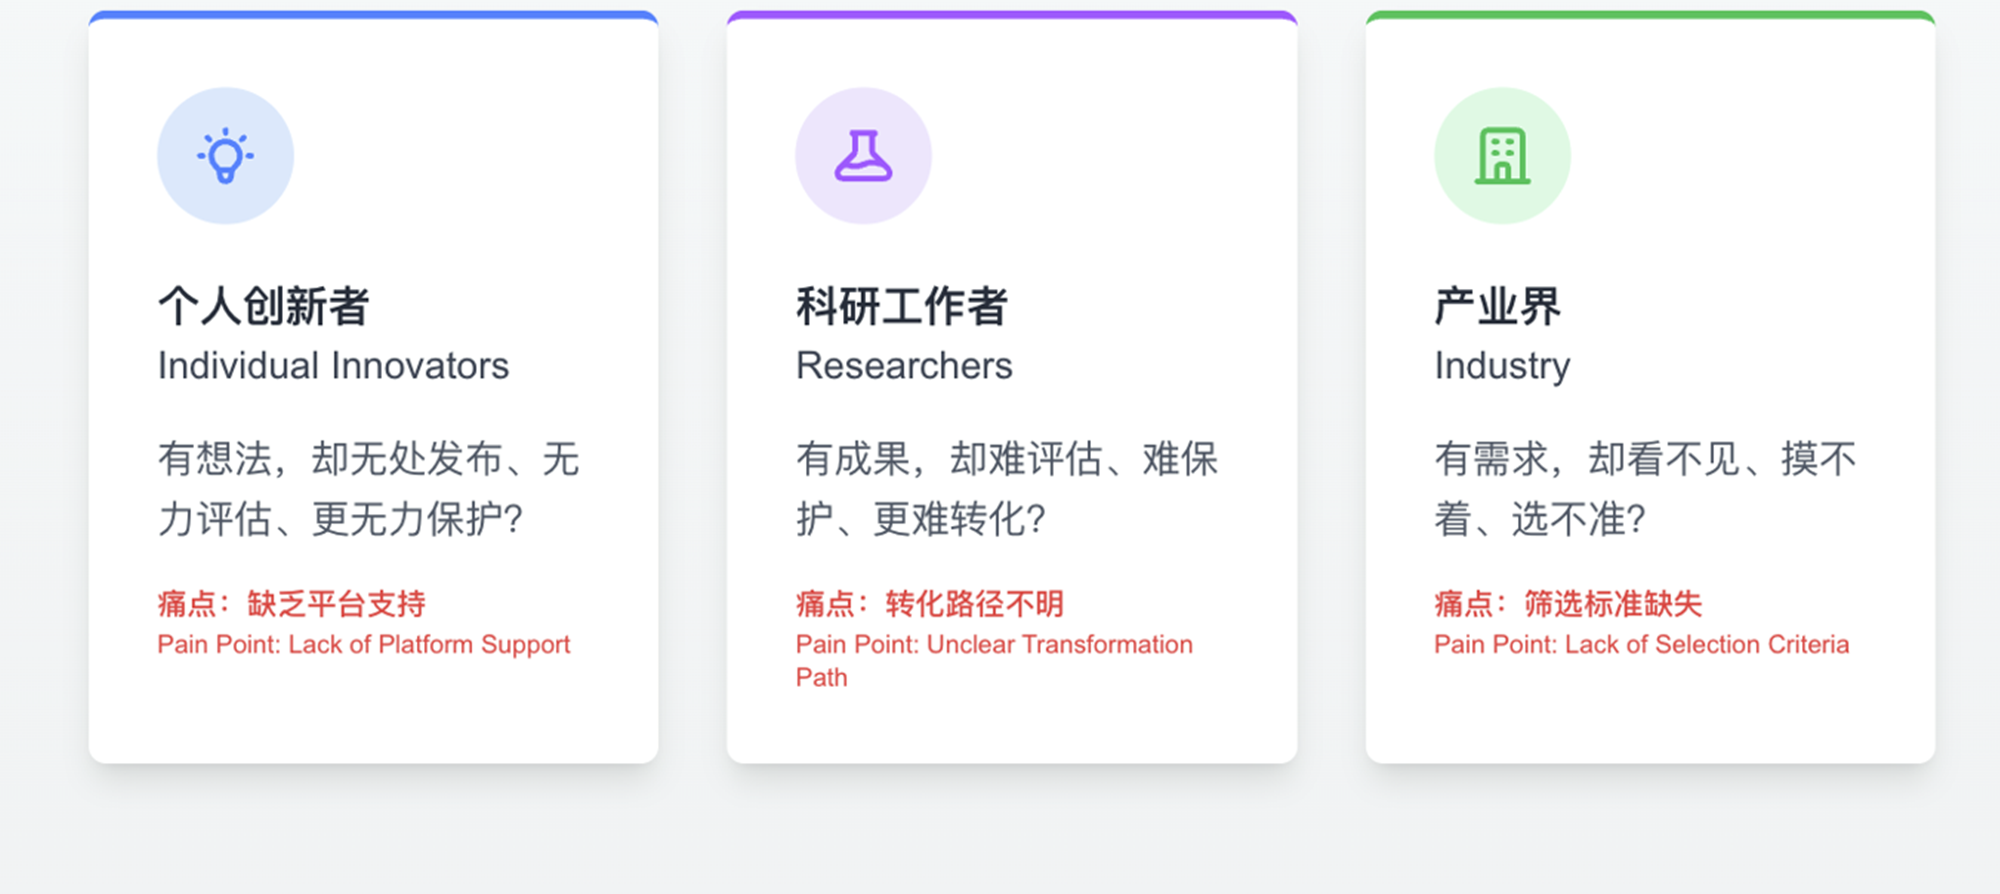 个人创新者
Individual Innovators
有想法，却无处发布、无
力评估、更无力保护?
痛点：缺乏平台支持
Pain Point: Lack of Platform Support
科研工作者
Researchers
有成果，却难评估、难保
护、更难转化?
痛点：转化路径不明
Pain Point: Unclear Transformation
Path
产业界
Industry
有需求，却看不见、摸不
着、选不准?
痛点：筛选标准缺失
Pain Point: Lack of Selection Criteria